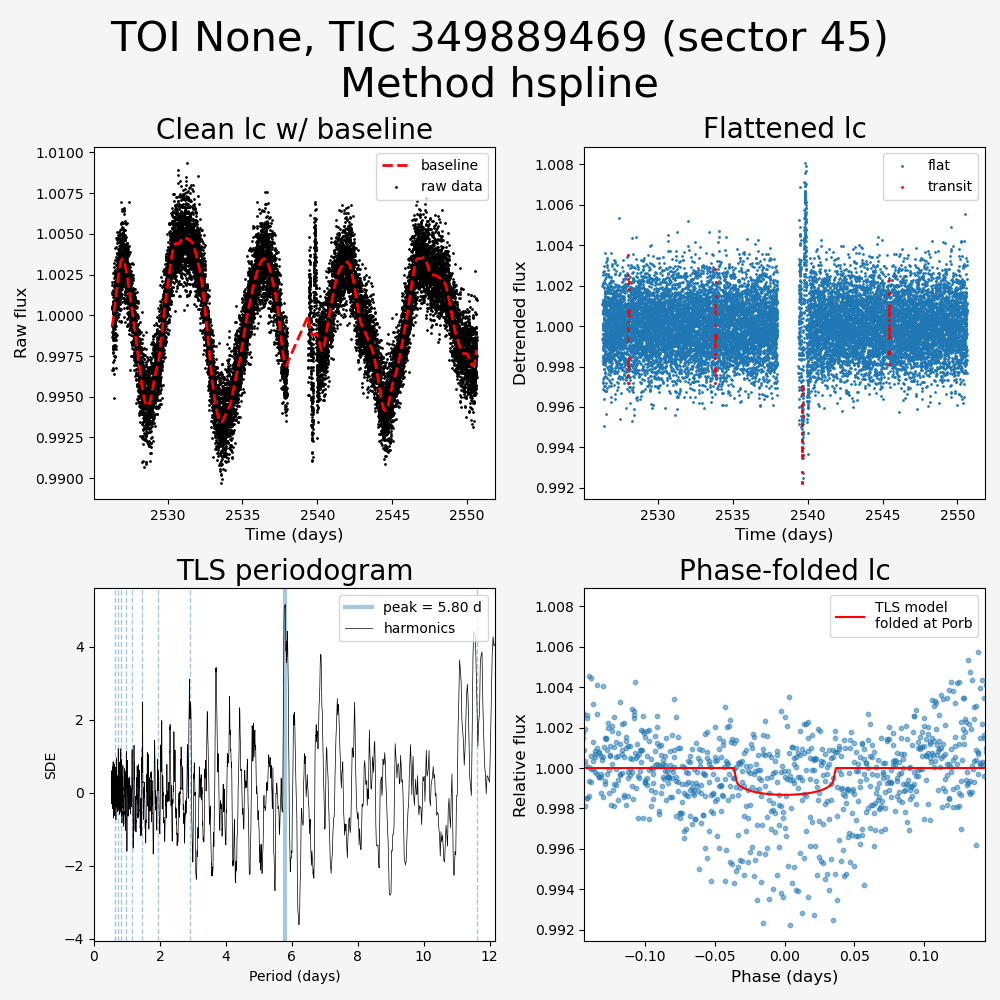 TOI None, TIC 349889469 (sector 45)
Method hspline
Clean lc w/ baseline
Raw flux
1.0100
1.0075
1.0050
1.0025
1.0000
0.9975
0.9950
0.9925
0.9900
baseline
raw data
2530
2535
2540
2545
2550
Time (days)
Flattened lc
Detrended flux
1.008
1.006
1.004
1.002
1.000
0.998
0.996
0.994
0.992
flat
transit
2530
2535
2540
2545
2550
Time (days)
TLS periodogram
SDE
4
2
0
−2
−4
peak = 5.80 d
harmonics
0
2
4
6
8
10
12
Period (days)
Phase-folded lc
Relative flux
1.008
1.006
1.004
1.002
1.000
0.998
0.996
0.994
0.992
TLS model
folded at Porb
−0.10
−0.05
0.00
0.05
0.10
Phase (days)